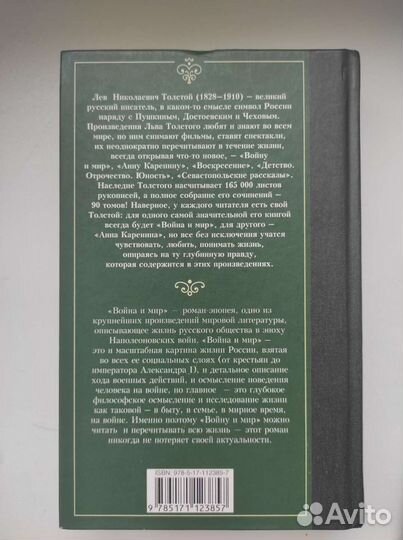 Лев Николаевич Толстой (1828–1910) – великий
русский писатель, в каком-то смысле символ России
наряду с Пушкиным, Достоевским и Чеховым.
Произведения Льва Толстого любят и знают во всем
мире, по ним снимают фильмы, ставят спектакли,
их неоднократно перечитывают в течение жизни,
всегда открывая что-то новое, – «Войну
и мир», «Анну Каренину», «Воскресение», «Детство.
Отрочество. Юность», «Севастопольские рассказы».
Наследие Толстого насчитывает 165 000 листов
рукописей, а полное собрание его сочинений –
90 томов! Наверное, у каждого читателя есть свой
Толстой: для одного самой значительной его книгой
всегда будет «Война и мир», для другого –
«Анна Каренина», но все без исключения учатся
чувствовать, любить, понимать жизнь,
опираясь на ту глубинную правду,
которая содержится в этих произведениях.
«Война и мир» – роман-эпопея, одно из
крупнейших произведений мировой литературы,
описывающее жизнь русского общества в эпоху
Наполеоновских войн. «Война и мир» –
это и масштабная картина жизни России, взятая
во всех ее социальных слоях (от крестьян до
императора Александра I), и детальное описание
хода военных действий, и осмысление поведения
человека на войне, но главное – это глубокое
философское осмысление и исследование жизни
как таковой – в быту, в семье, в мирное время,
на войне. Именно поэтому «Войну и мир» можно
читать и перечитывать всю жизнь – этот роман
никогда не потеряет своей актуальности.
ISBN: 978-5-17-112385-7
9 785171 123857
Avito